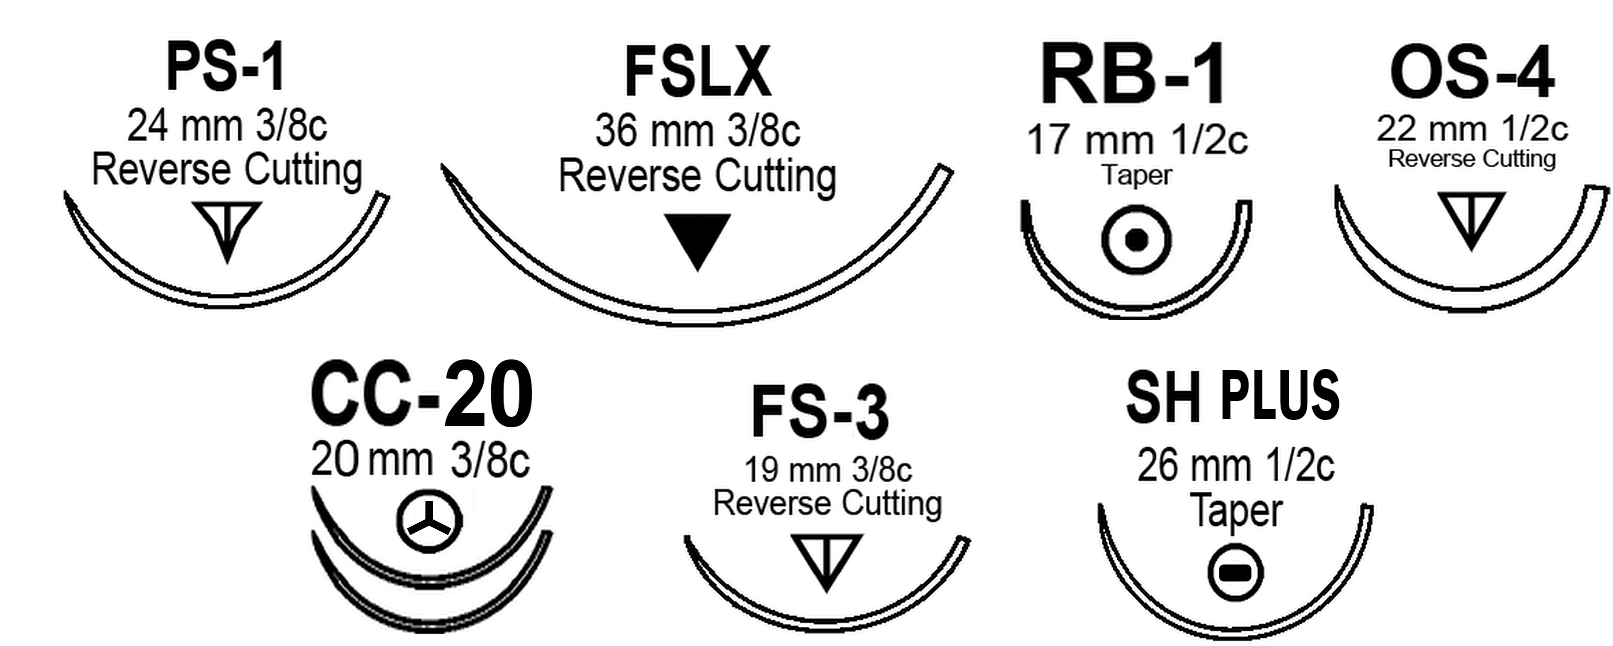 PS-1
24 mm 3/8c
Reverse Cutting
FSLX
36 mm 3/8c
Reverse Cutting
RB-1
17 mm 1/2c
Taper
OS-4
22 mm 1/2c
Reverse Cutting
CC-20
20 mm 3/8c
FS-3
19 mm 3/8c
Reverse Cutting
SH PLUS
26 mm 1/2c
Taper